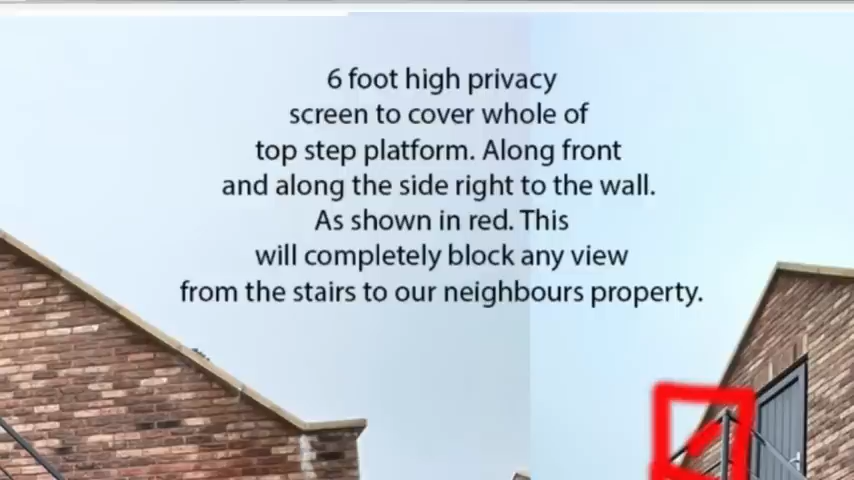 6 foot high privacy
screen to cover whole of
top step platform. Along front
and along the side right to the wall.
As shown in red. This
will completely block any view
from the stairs to our neighbours property.